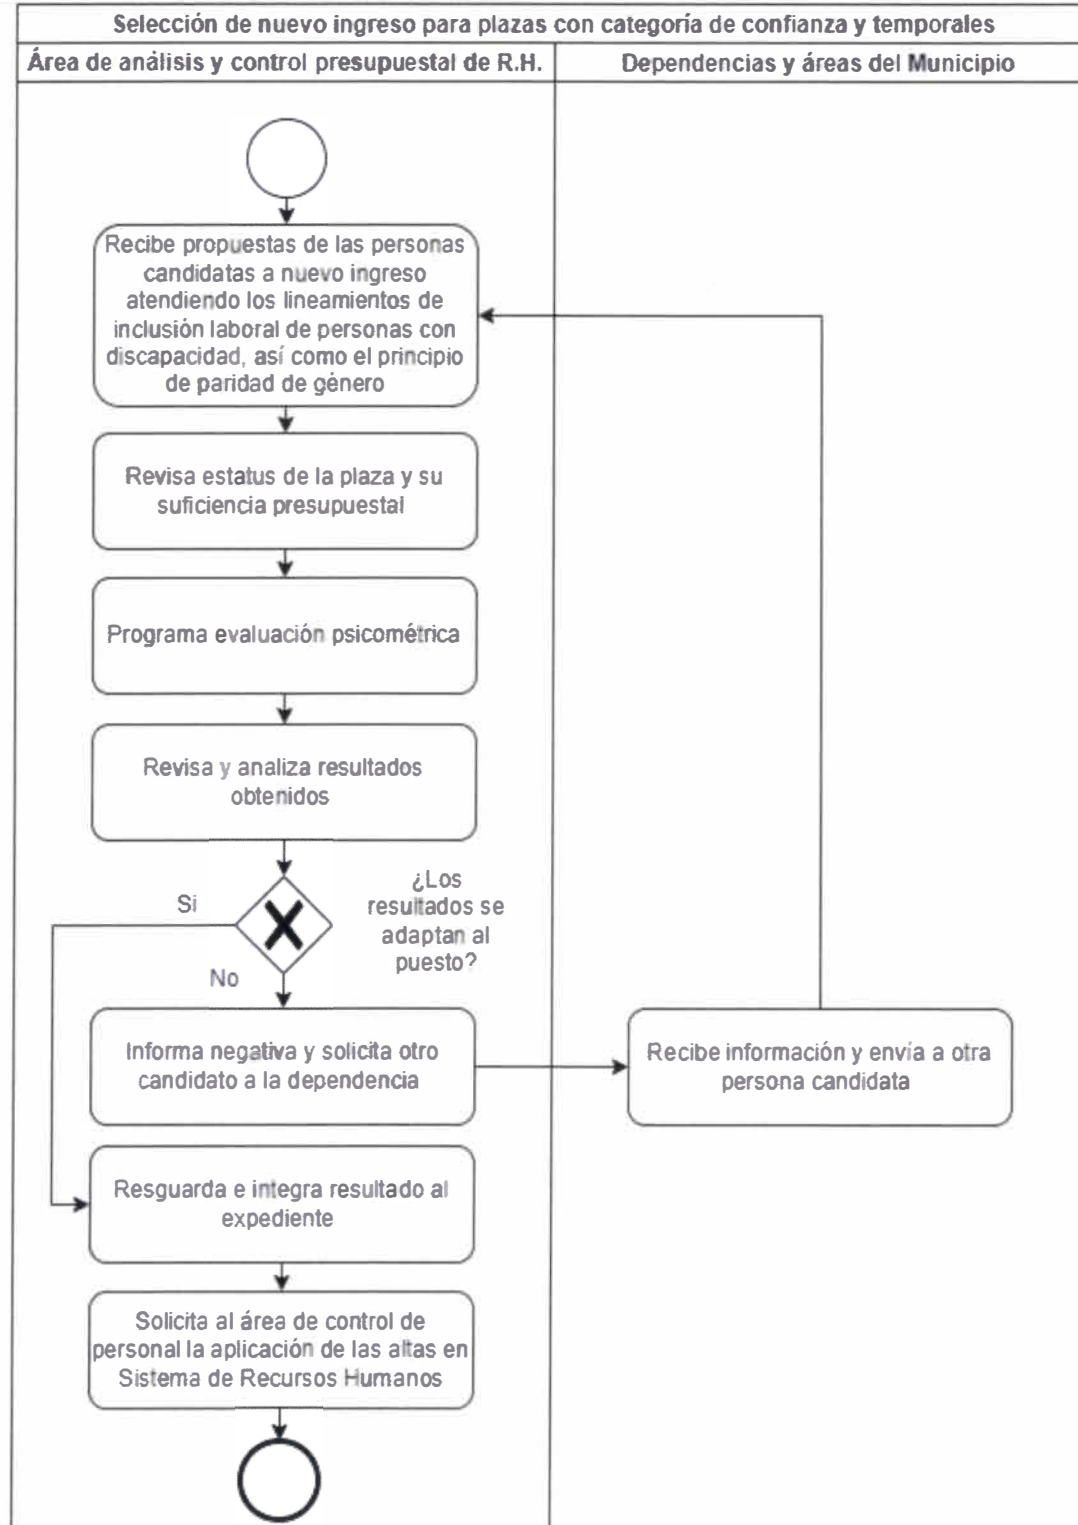 Selección de nuevo ingreso para plazas con categoría de confianza y temporales
Área de análisis y control presupuestal de R.H.
Dependencias y áreas del Municipio
Recibe propuestas de las personas
candidatas a nuevo ingreso
atendiendo los lineamientos de
inclusión laboral de personas con
discapacidad, así como el principio
de paridad de género
Revisa estatus de la plaza y su
suficiencia presupuestal
Programa evaluación psicométrica
Revisa y analiza resultados
obtenidos
¿Los
resultados se
adaptan al
puesto?
Si
No
Informa negativa y solicita otro
candidato a la dependencia
Recibe información y envía a otra
persona candidata
Resguarda e integra resultado al
expediente
Solicita al área de control de
personal la aplicación de las altas en
Sistema de Recursos Humanos